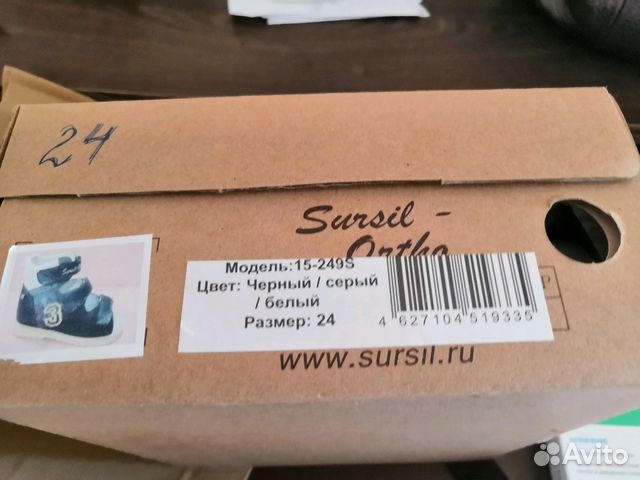 24
Sursil -
Ortho
Модель:15-249S
Цвет: Черный / серый
/ белый
Размер: 24
4 627104 519335
3
www.sursil.ru
Avito